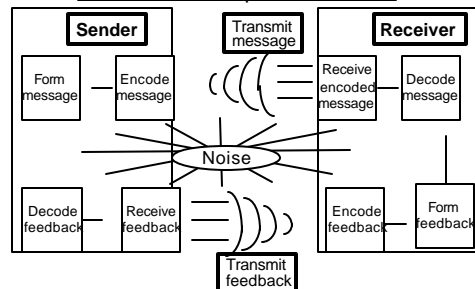 Sender
Transmit
message
Receiver
Form
message
Encode
message
Receive
encoded
message
Decode
message
Noise
Decode
feedback
Receive
feedback
Encode
feedback
Form
feedback
Transmit
feedback